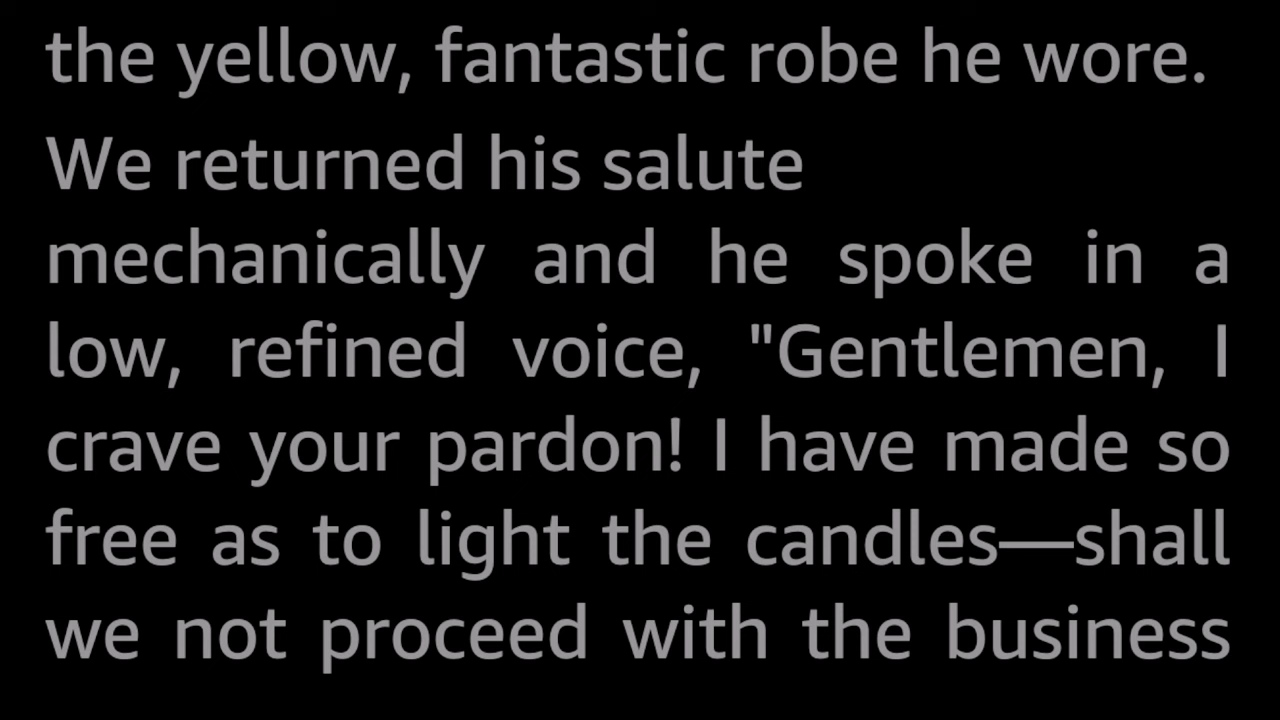 the yellow, fantastic robe he wore.
We returned his salute
mechanically and he spoke in a
low, refined voice, "Gentlemen, I
crave your pardon! I have made so
free as to light the candles—shall
we not proceed with the business